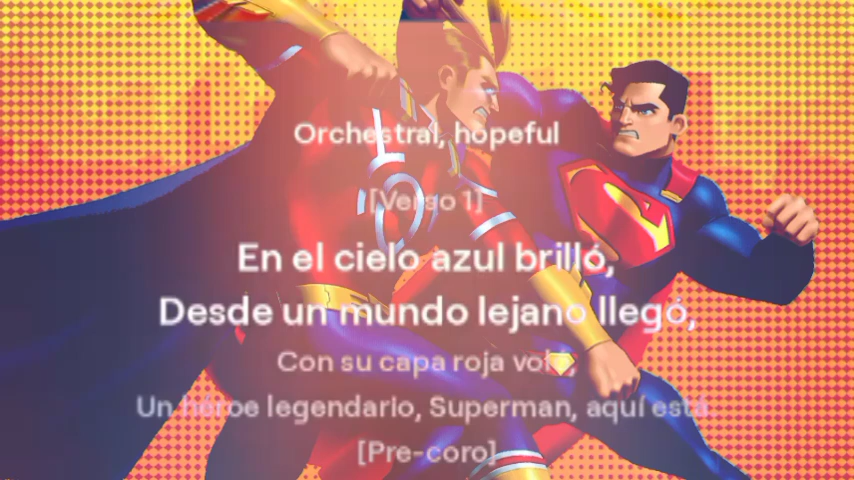 Orchestral, hopeful
[Verso 1]
En el cielo azul brilló,
Desde un mundo lejano llegó,
Con su capa roja
Un héroe legendario, Superman, aquí está
[Pre-coro]